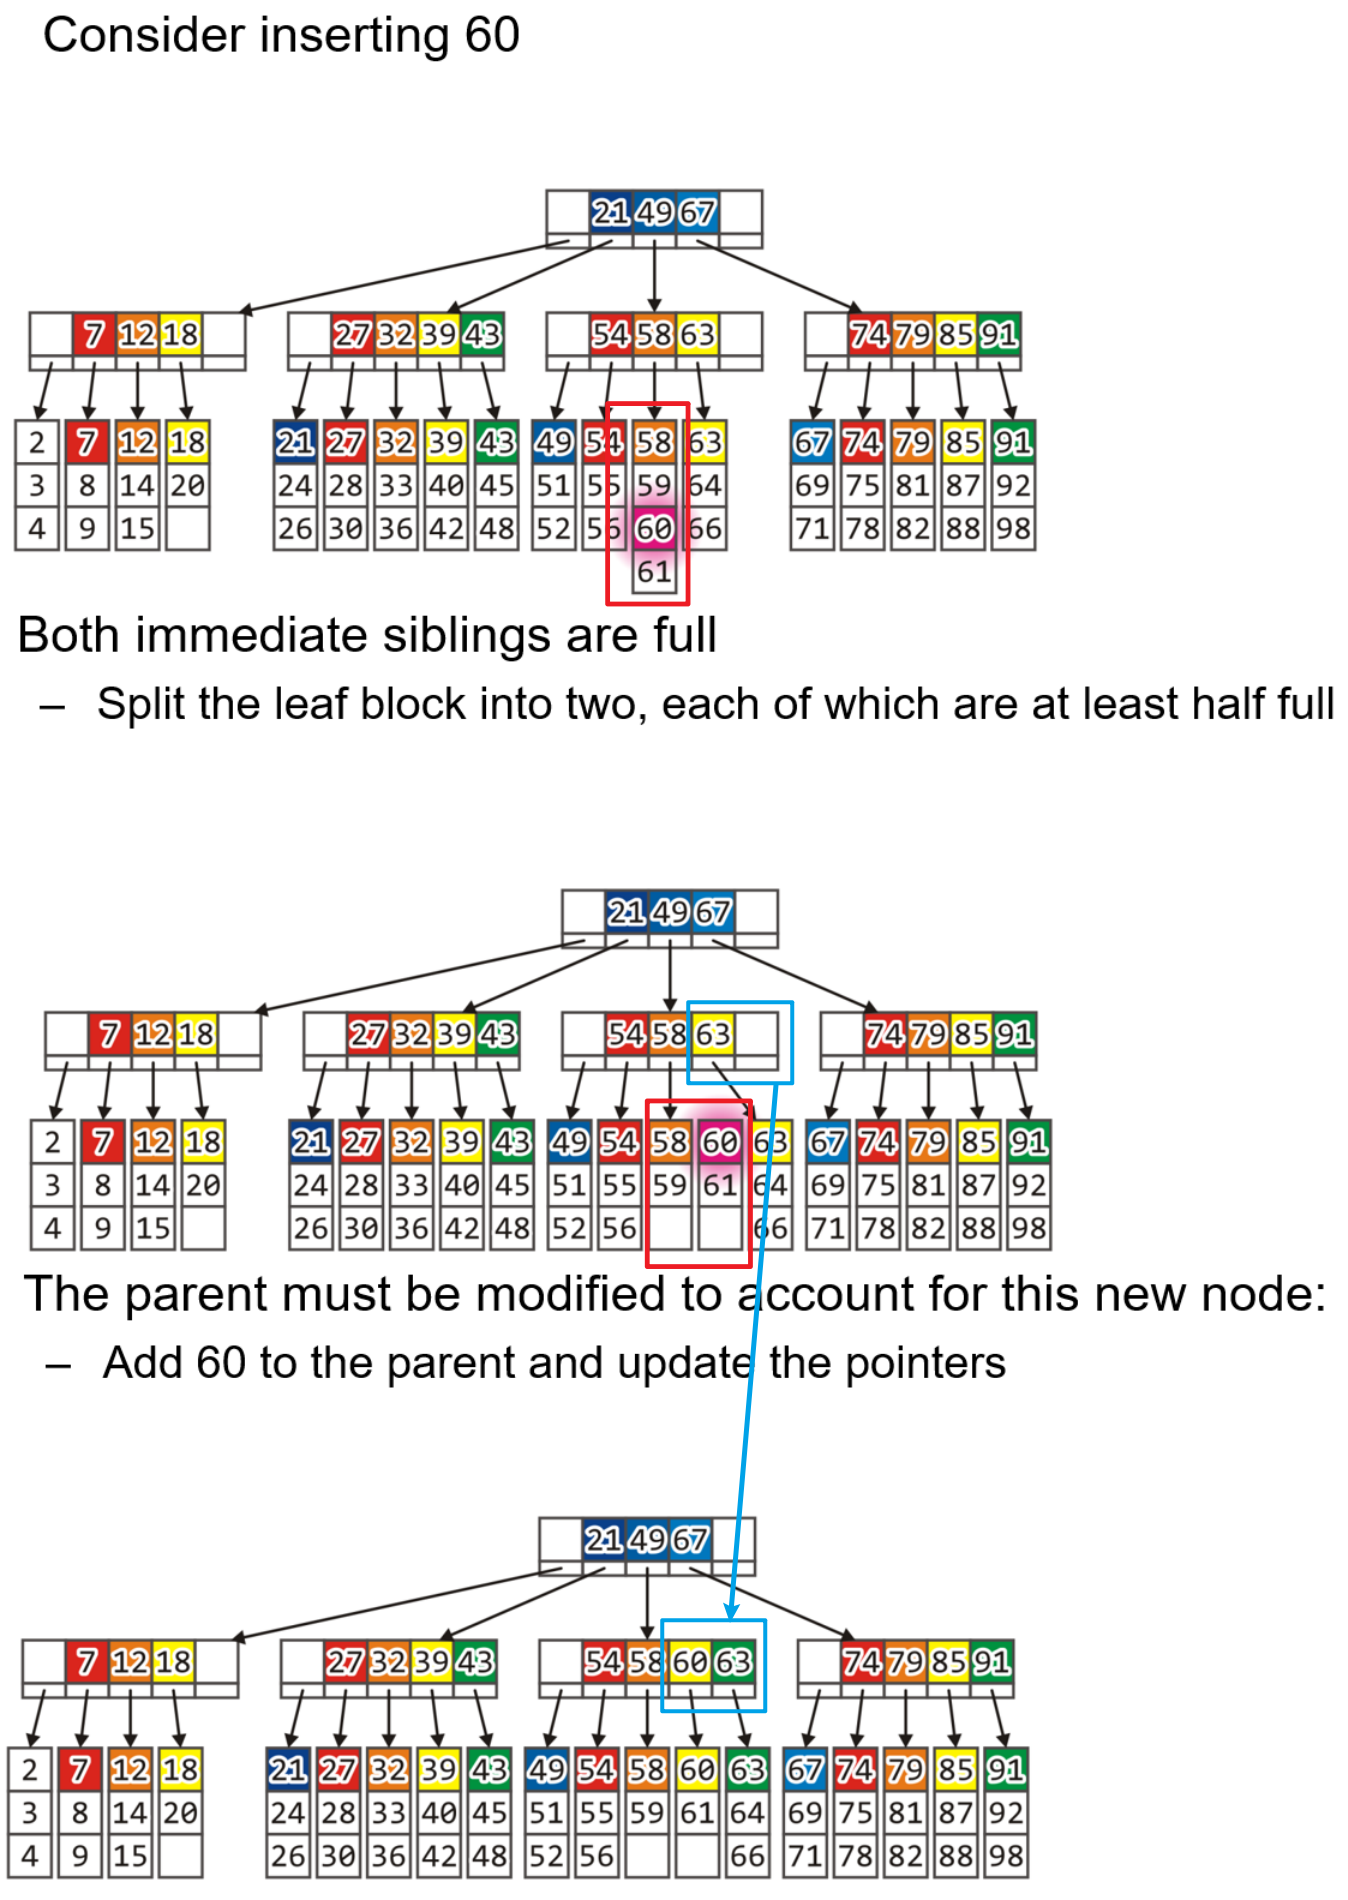 Consider inserting 60
21 49 67
7 12 18 27 32 39 43 54 58 63 74 79 85 91
2 7 12 18 21 27 32 39 43 49 54 58 63 67 74 79 85 91
3 8 14 20 24 28 33 40 45 51 55 59 64 69 75 81 87 92
4 9 15 26 30 36 42 48 52 56 60 66 71 78 82 88 98
61
Both immediate siblings are full
– Split the leaf block into two, each of which are at least half full
21 49 67
7 12 18 27 32 39 43 54 58 63 74 79 85 91
2 7 12 18 21 27 32 39 43 49 54 58 60 63 67 74 79 85 91
3 8 14 20 24 28 33 40 45 51 55 59 61 64 69 75 81 87 92
4 9 15 26 30 36 42 48 52 56 66 71 78 82 88 98
The parent must be modified to account for this new node:
– Add 60 to the parent and update the pointers
21 49 67
7 12 18 27 32 39 43 54 58 60 63 74 79 85 91
2 7 12 18 21 27 32 39 43 49 54 58 60 63 67 74 79 85 91
3 8 14 20 24 28 33 40 45 51 55 59 61 64 69 75 81 87 92
4 9 15 26 30 36 42 48 52 56 66 71 78 82 88 98